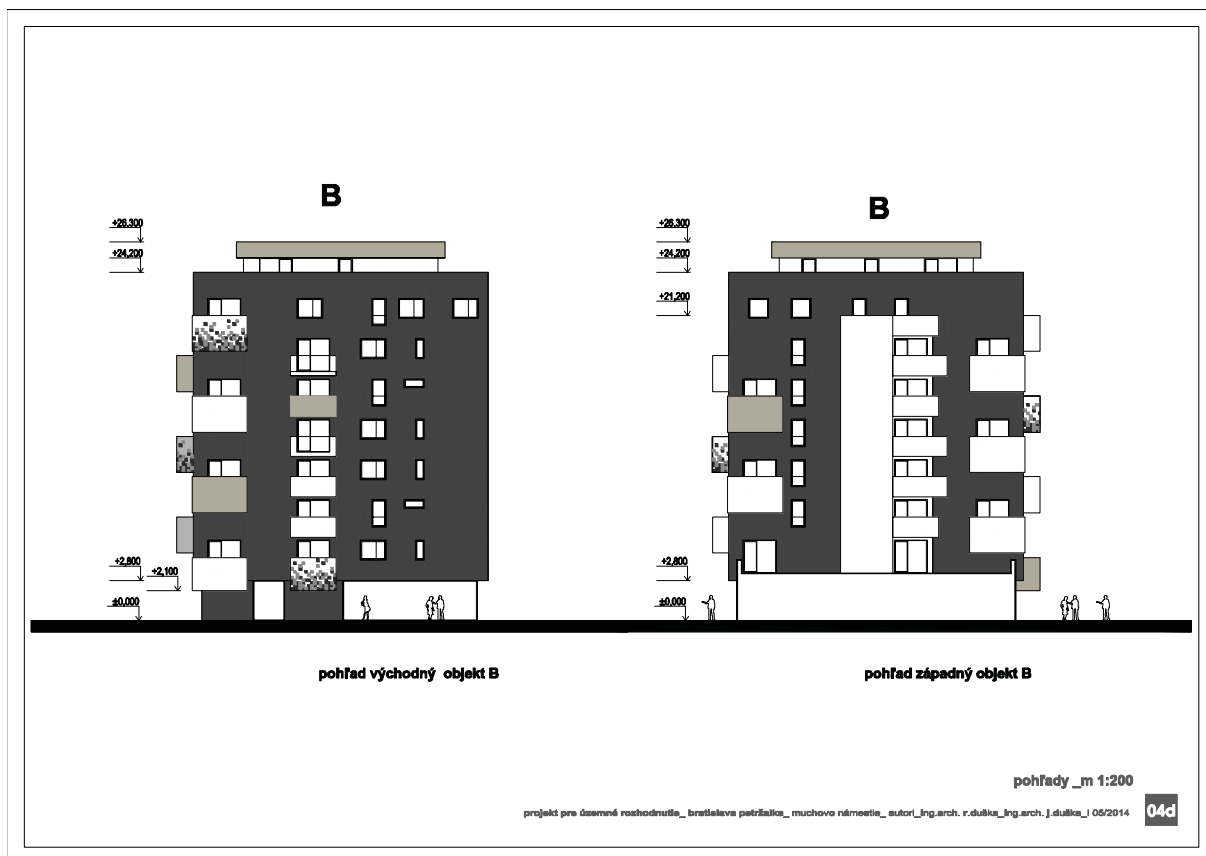 B
+26.300
+24,200
+2,800
+2,100
±0,000
pohľad východný objekt B
B
+26.300
+24,200
+21,200
+2,800
±0,000
pohľad západný objekt B
pohľady _m 1:200
projekt pre územné rozhodnutie_ bratislava petržalka_ muchovo námestie_ autori_ing.arch. r.duška_ing.arch. j.duška_I 05/2014
04d